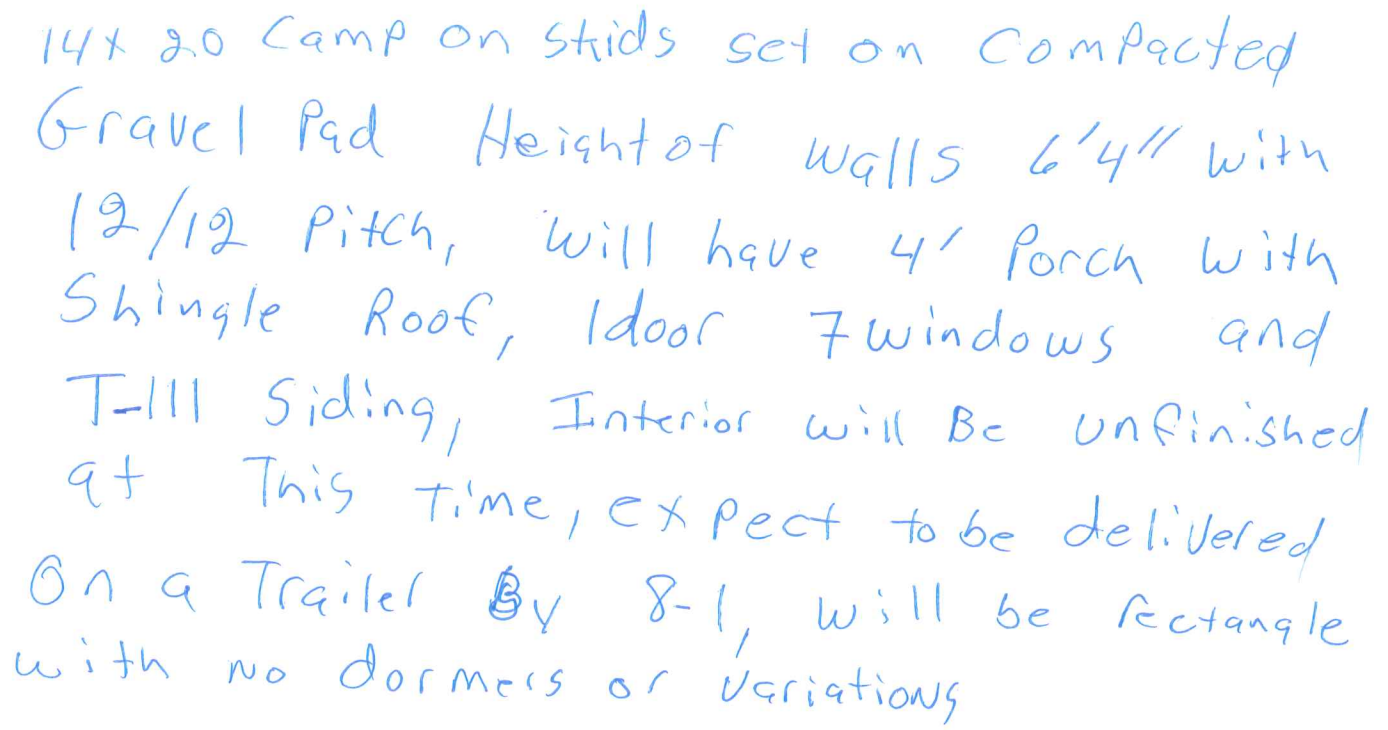 14x 20 Camp on skids set on Compacted
Gravel Pad Height of walls 6'4" with
12/12 Pitch, will have 4' Porch with
Shingle Roof, 1door 7windows and
T-111 Siding, Interior will Be unfinished
at This Time, expect to be delivered
On a Trailer By 8-1, will be rectangle
with no dormers or variations